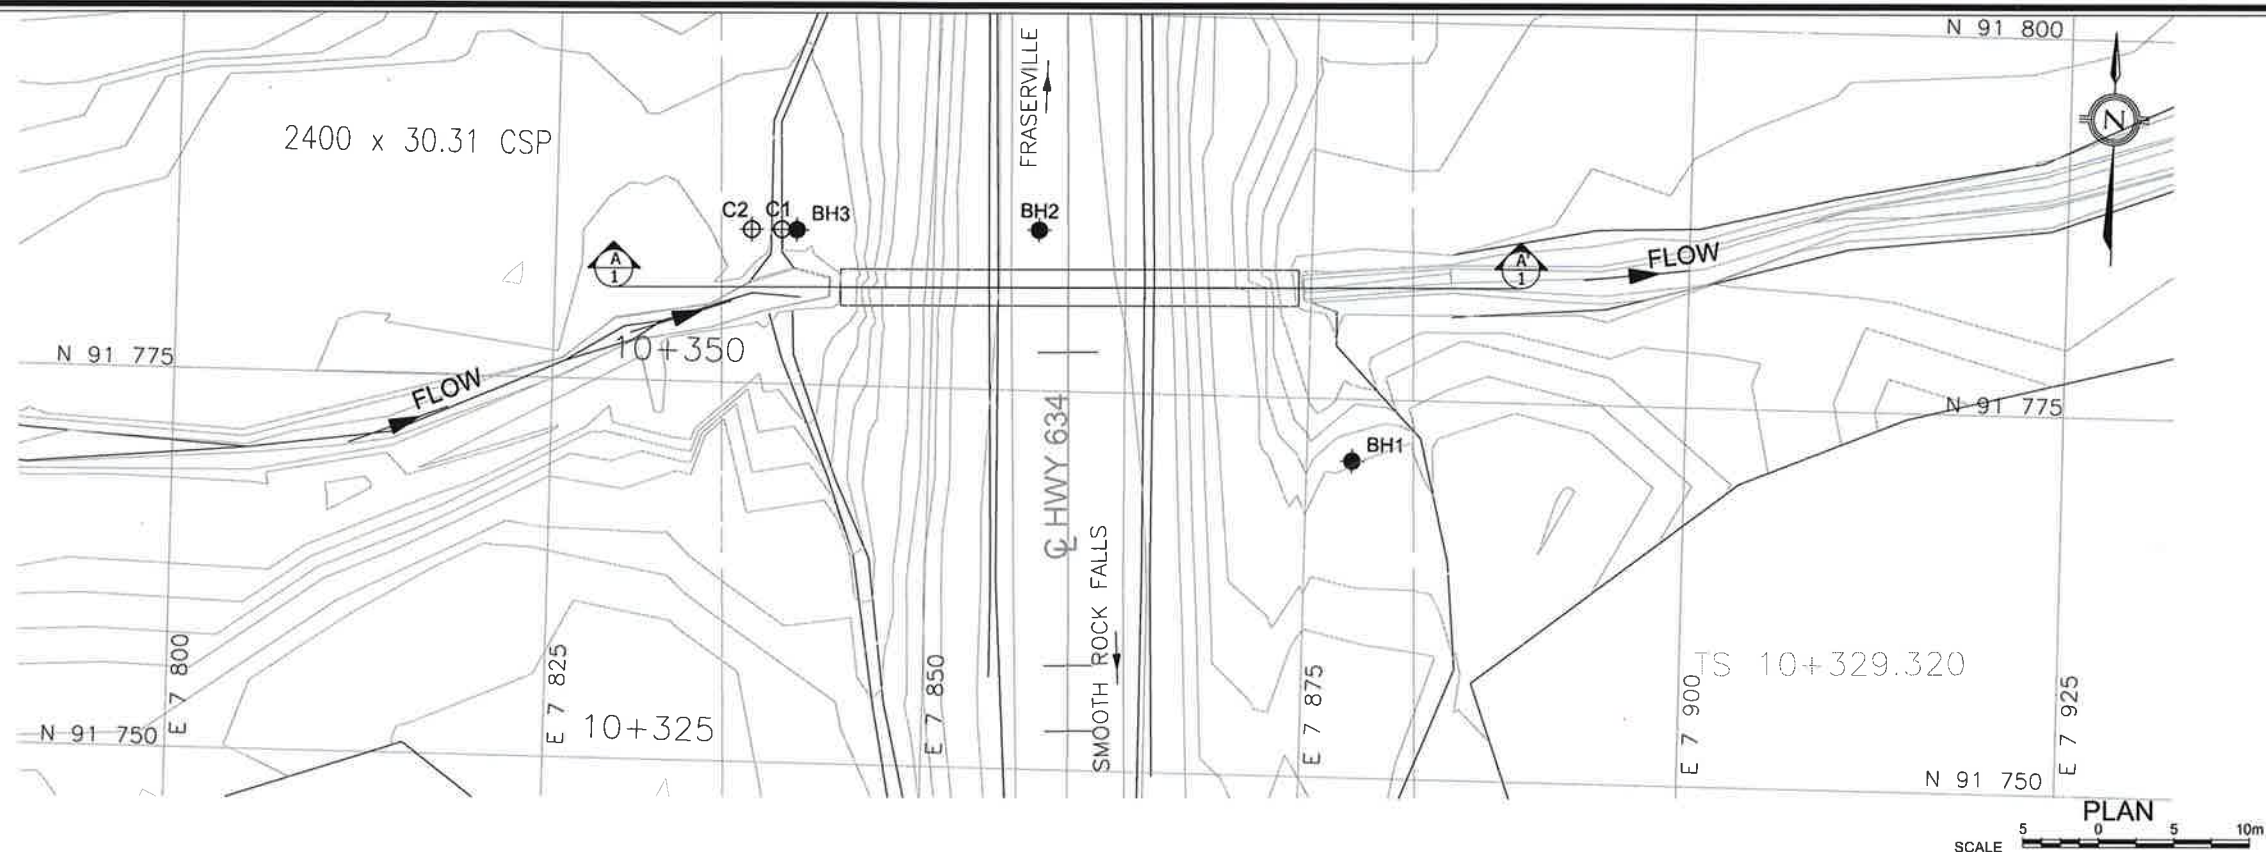 N 91 800
FRASERVILLE
N
2400 x 30.31 CSP
C2
C1
BH3
BH2
A
1
A'
1
FLOW
10+350
N 91 775
FLOW
N 91 775
℄ HWY 634
BH1
SMOOTH ROCK FALLS
E 7 800
E 7 825
E 7 850
E 7 875
E 7 900
E 7 925
TS 10+329.320
10+325
N 91 750
N 91 750
PLAN
SCALE
5 0 5 10m